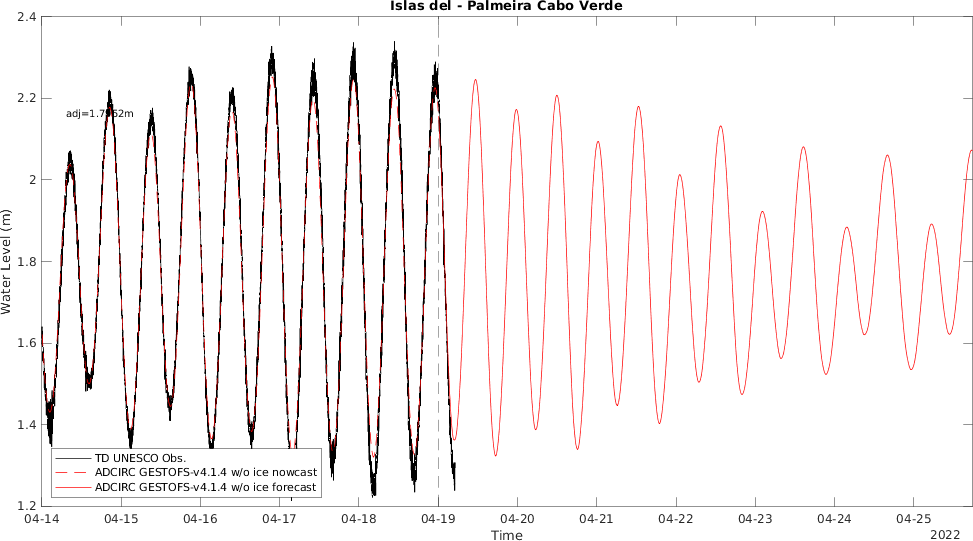 Islas del - Palmeira Cabo Verde
2.4
2.2
2
1.8
1.6
1.4
1.2
Water Level (m)
TD UNESCO Obs.
ADCIRC GESTOFS-v4.1.4 w/o ice nowcast
ADCIRC GESTOFS-v4.1.4 w/o ice forecast
04-14 04-15 04-16 04-17 04-18 04-19 04-20 04-21 04-22 04-23 04-24 04-25
Time
2022